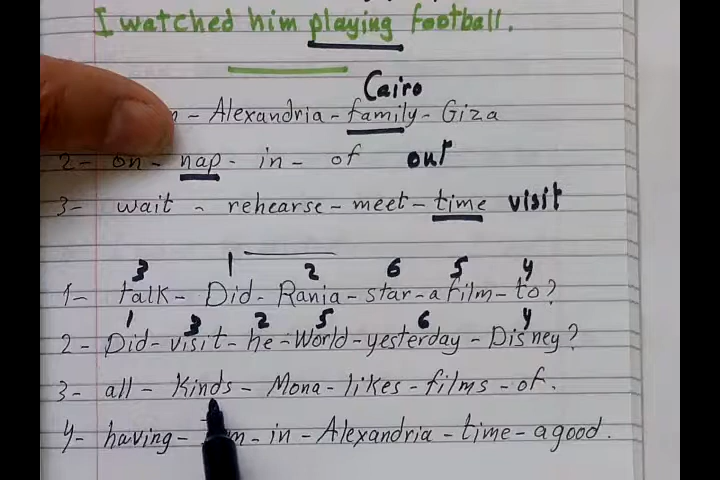 I watched him playing football.
Cairo
- Alexandria - family - Giza
2- on - nap - in - of out
3- wait - rehearse - meet - time visit
3 1 2 6 5 4
1- talk - Did - Rania - star - a film - to?
1 3 2 5 6 4
2- Did - visit - he - World - yesterday - Disney?
3- all - Kinds - Mona - likes - films - of.
4- having - in - Alexandria - time - a good.